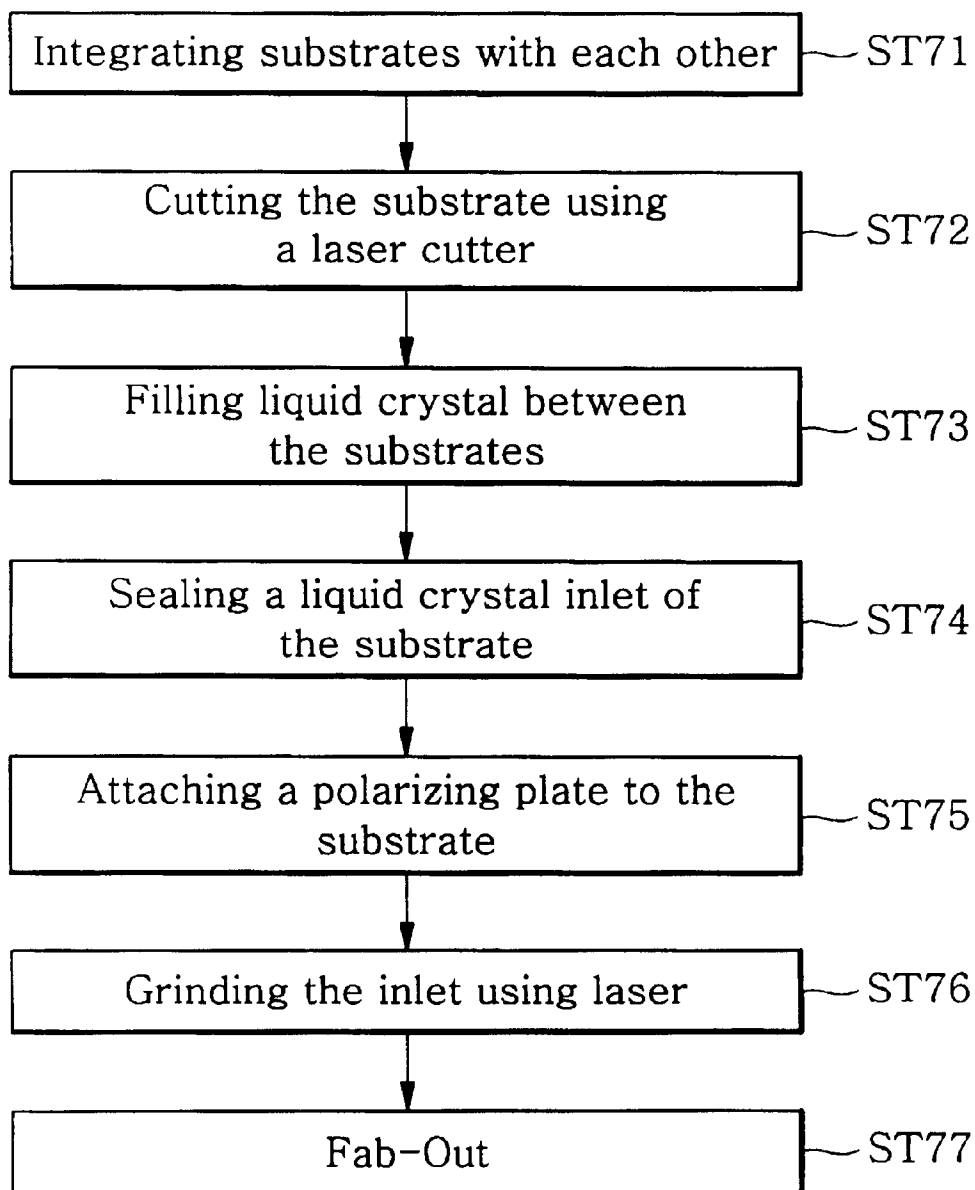 Integrating substrates with each other
ST71
Cutting the substrate using
a laser cutter
ST72
Filling liquid crystal between
the substrates
ST73
Sealing a liquid crystal inlet of
the substrate
ST74
Attaching a polarizing plate to the
substrate
ST75
Grinding the inlet using laser
ST76
Fab-Out
ST77